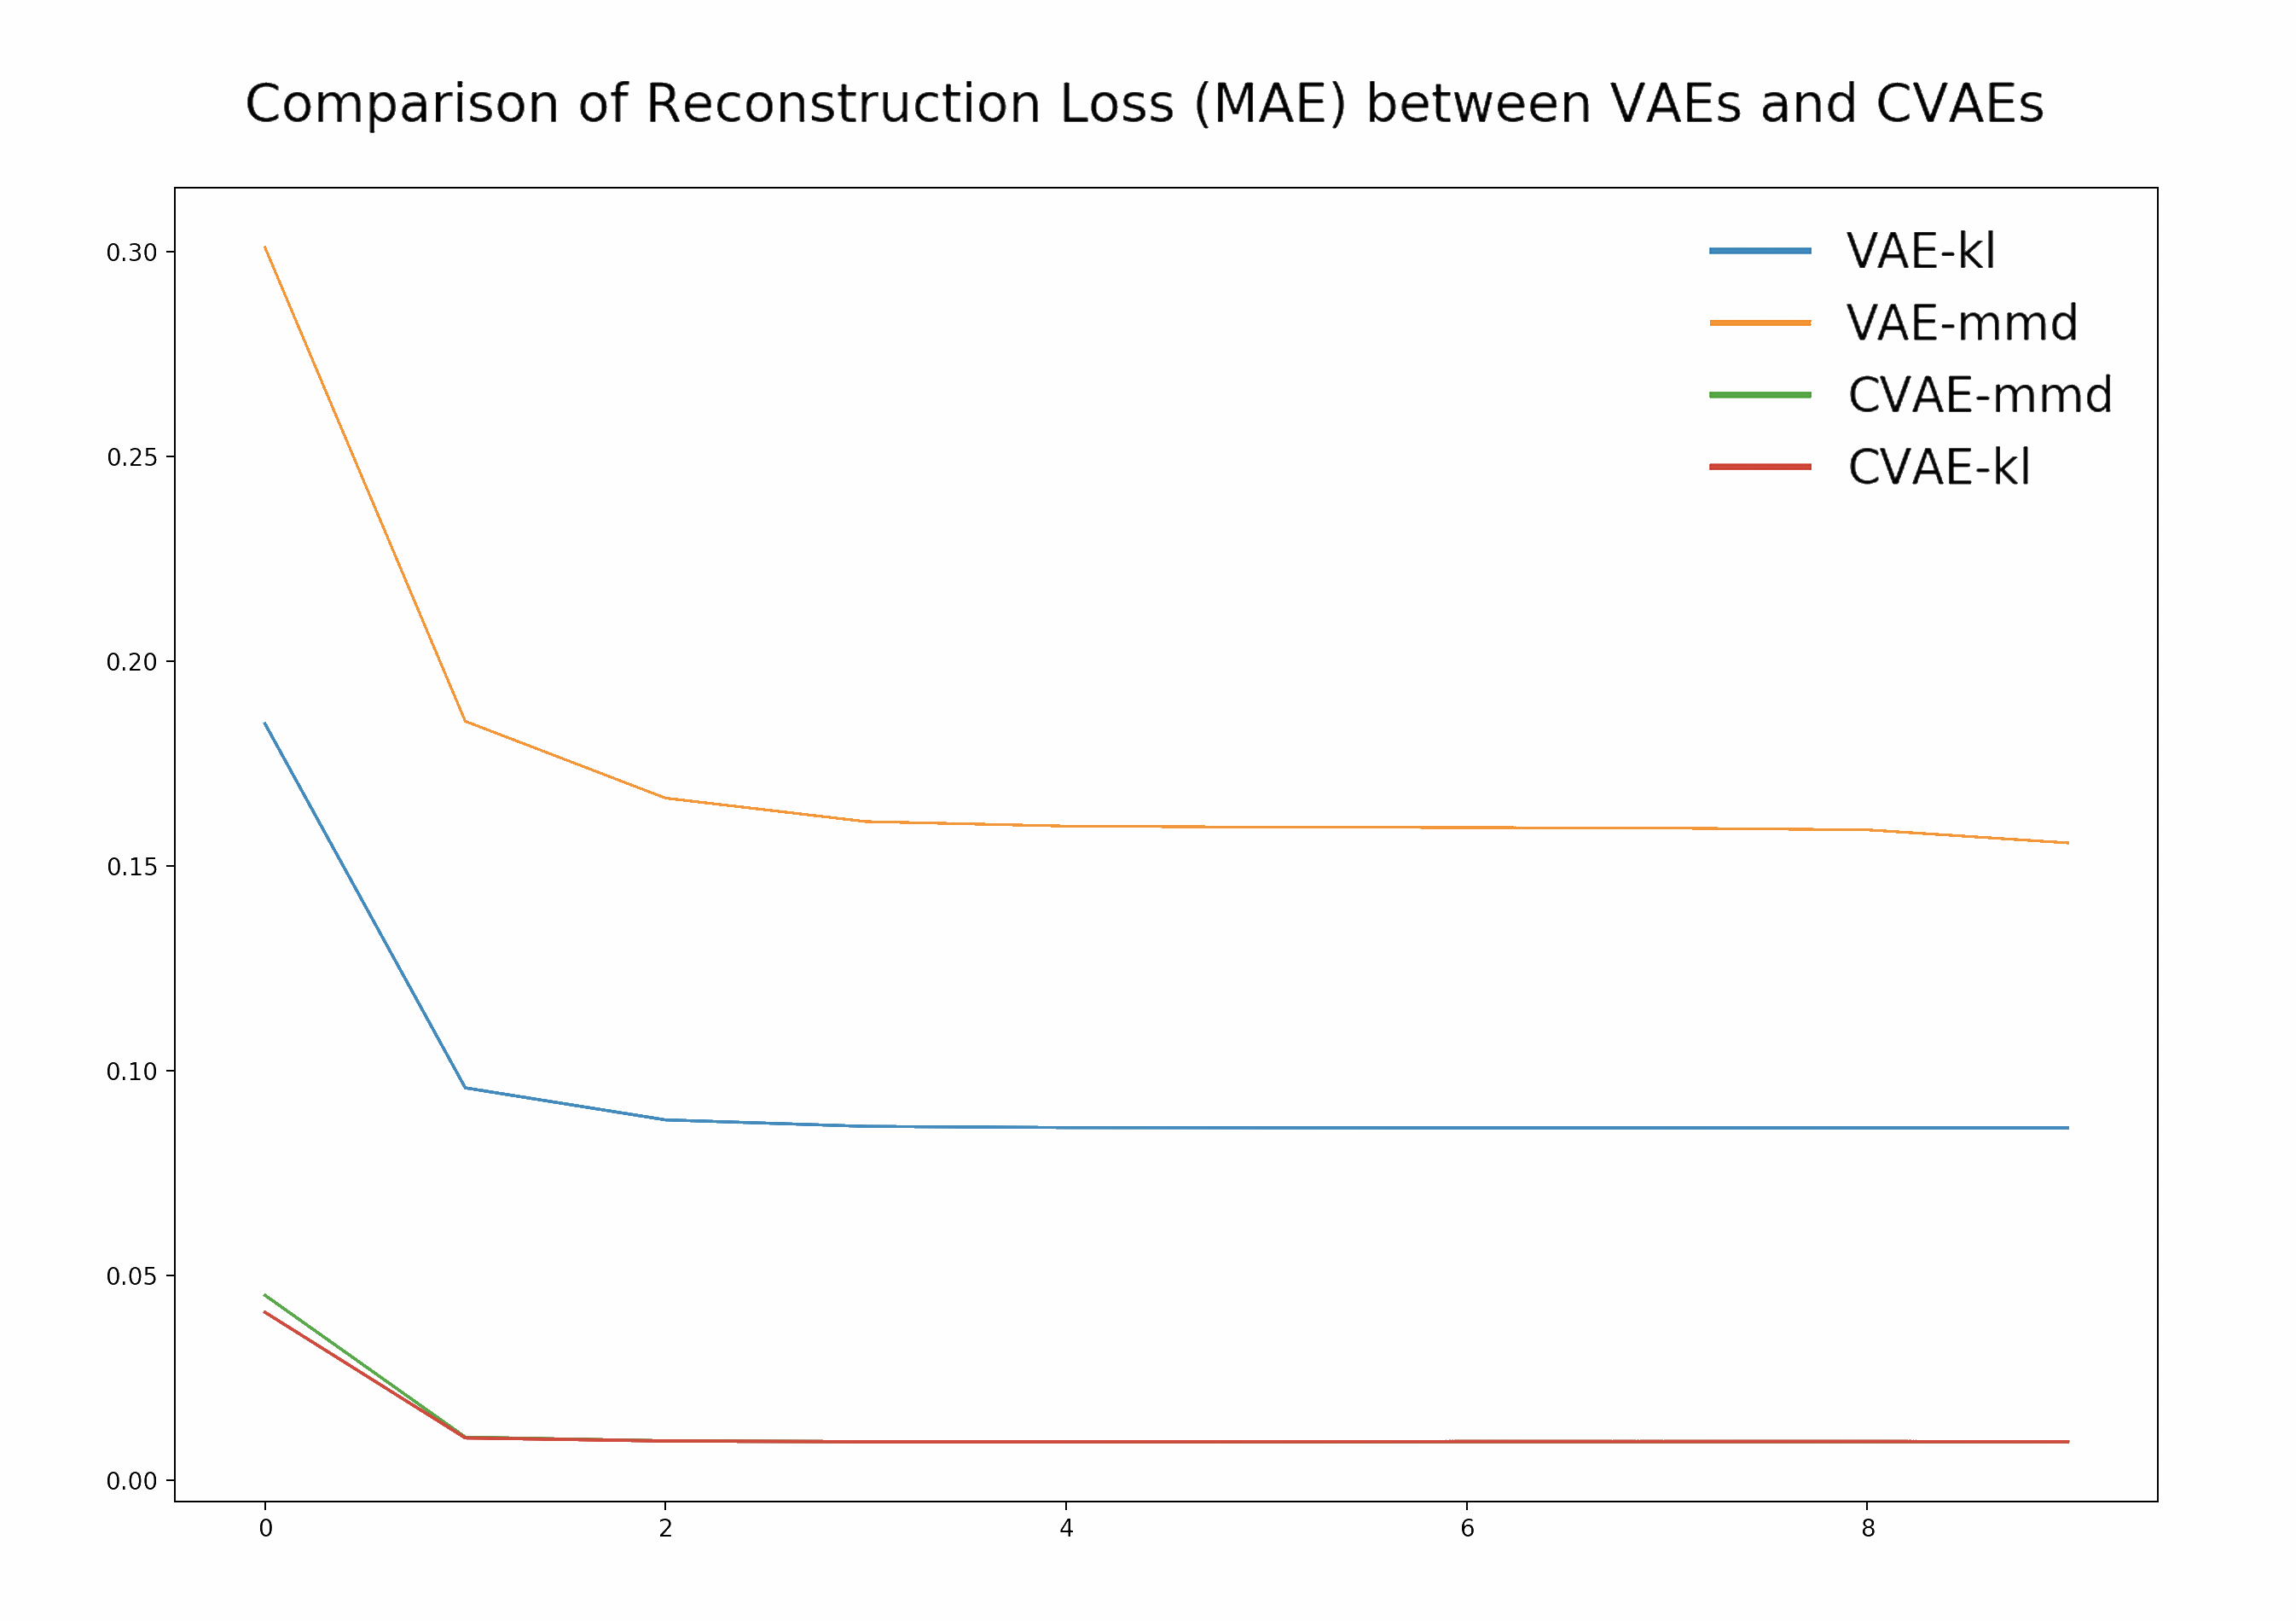 Comparison of Reconstruction Loss (MAE) between VAEs and CVAEs
VAE-kl
VAE-mmd
CVAE-mmd
CVAE-kl
0.30
0.25
0.20
0.15
0.10
0.05
0.00
0 2 4 6 8